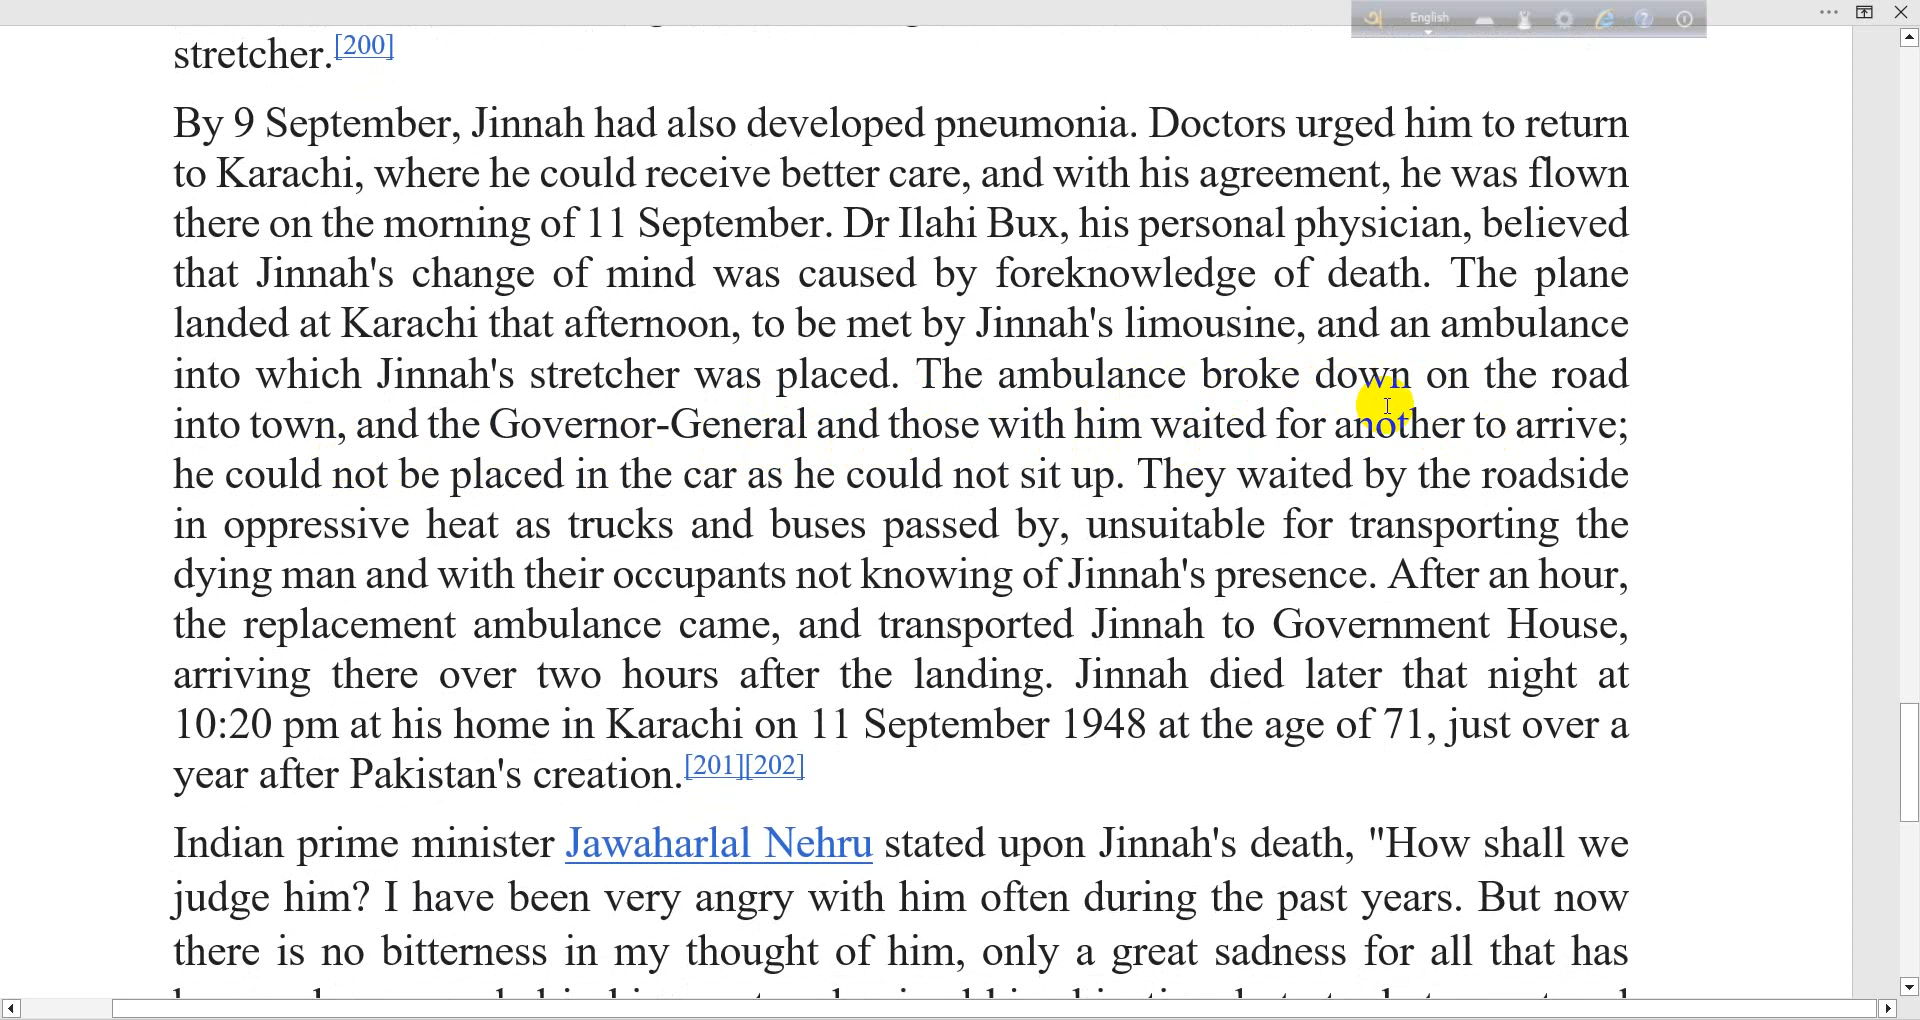 English
stretcher.[200]
By 9 September, Jinnah had also developed pneumonia. Doctors urged him to return
to Karachi, where he could receive better care, and with his agreement, he was flown
there on the morning of 11 September. Dr Ilahi Bux, his personal physician, believed
that Jinnah's change of mind was caused by foreknowledge of death. The plane
landed at Karachi that afternoon, to be met by Jinnah's limousine, and an ambulance
into which Jinnah's stretcher was placed. The ambulance broke down on the road
into town, and the Governor-General and those with him waited for another to arrive;
he could not be placed in the car as he could not sit up. They waited by the roadside
in oppressive heat as trucks and buses passed by, unsuitable for transporting the
dying man and with their occupants not knowing of Jinnah's presence. After an hour,
the replacement ambulance came, and transported Jinnah to Government House,
arriving there over two hours after the landing. Jinnah died later that night at
10:20 pm at his home in Karachi on 11 September 1948 at the age of 71, just over a
year after Pakistan's creation.[201][202]
Indian prime minister Jawaharlal Nehru stated upon Jinnah's death, "How shall we
judge him? I have been very angry with him often during the past years. But now
there is no bitterness in my thought of him, only a great sadness for all that has